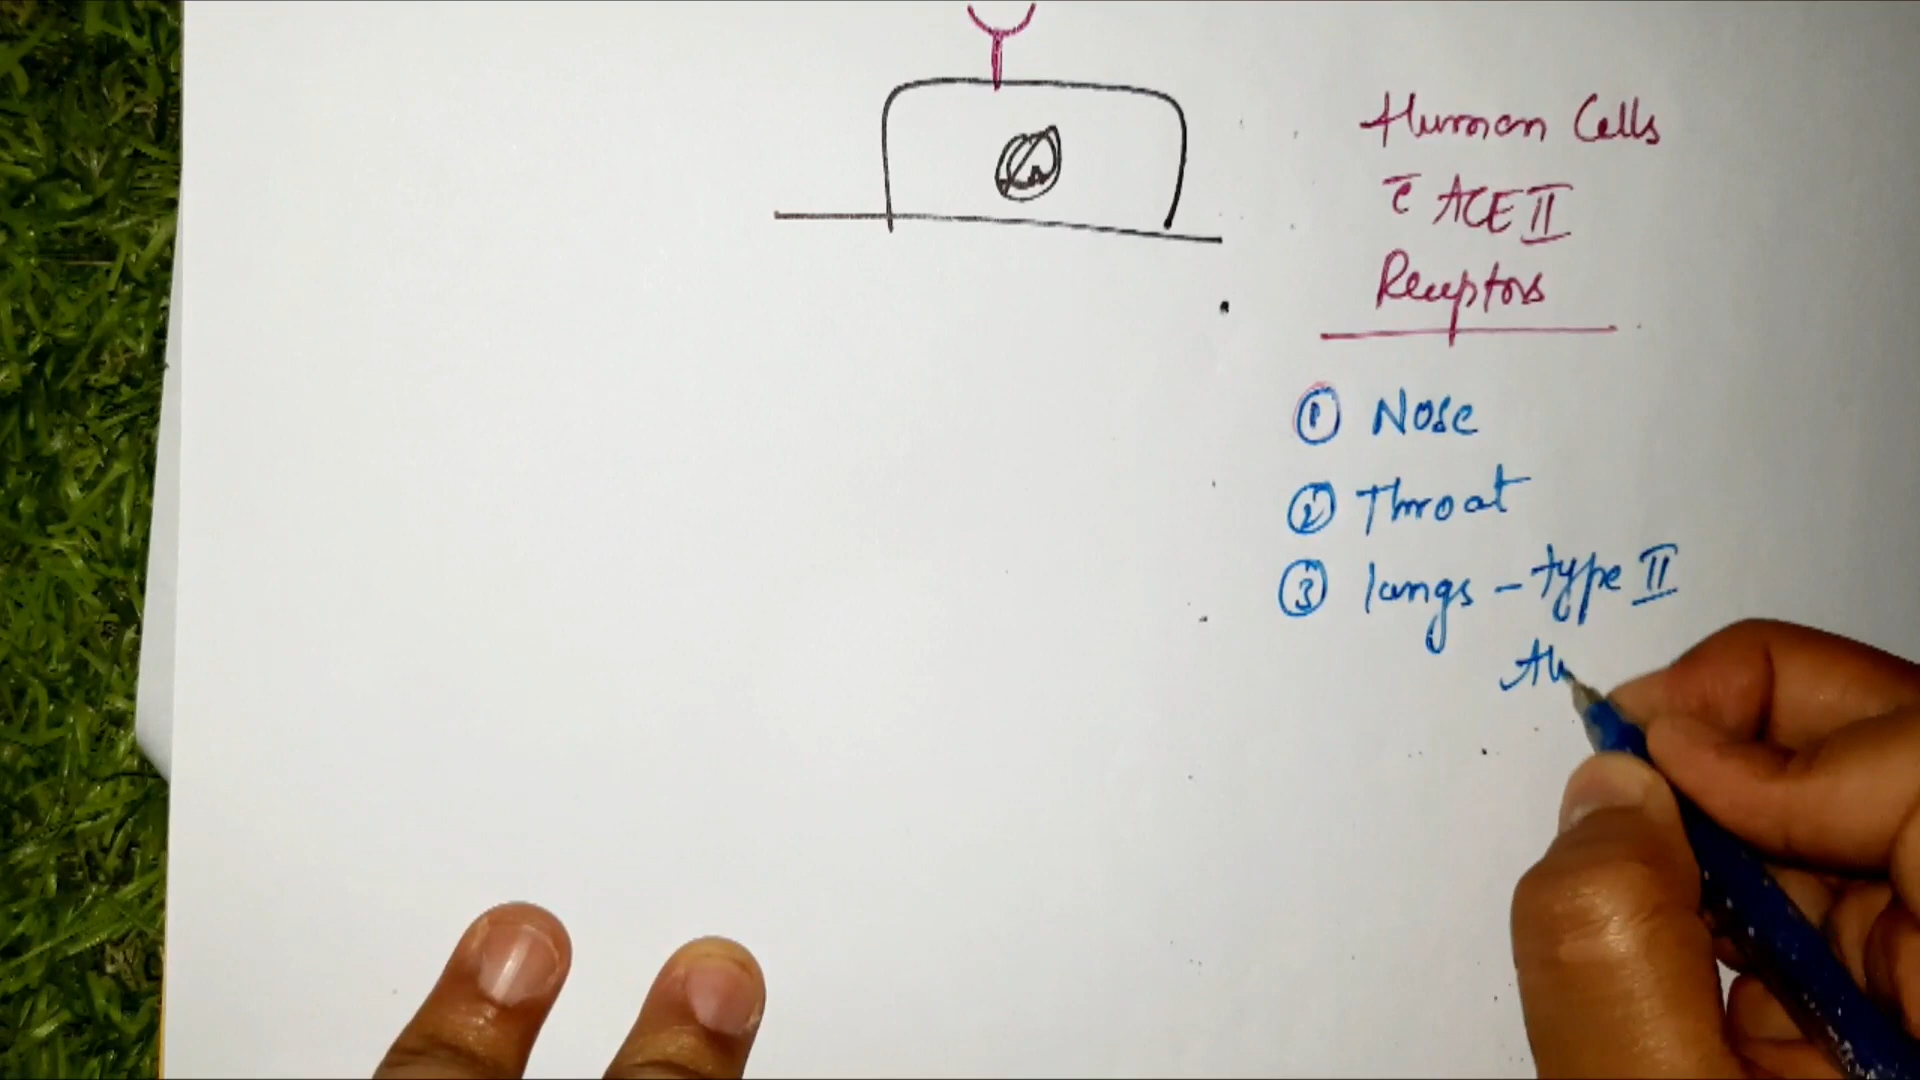 Human Cells
c̄ ACE II
Receptors
① Nose
② Throat
③ lungs - type II